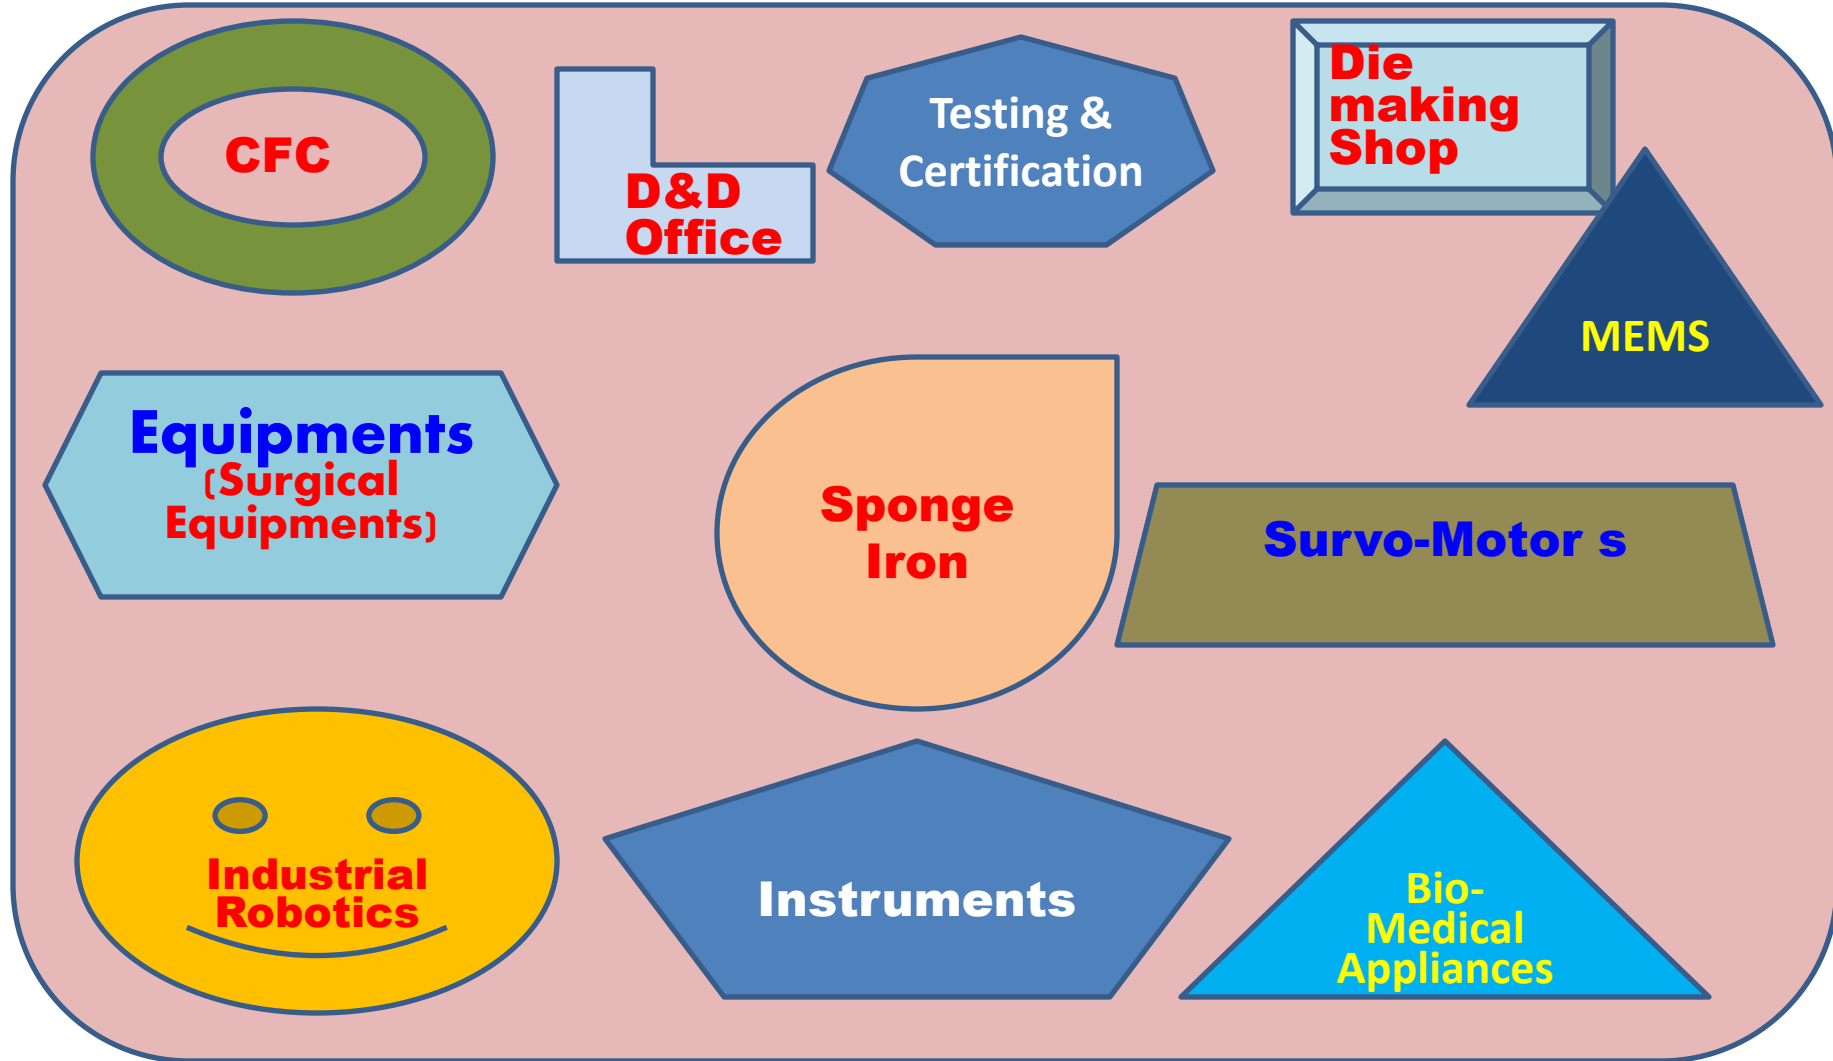 CFC
D&D
Office
Testing &
Certification
Die
making
Shop
MEMS
Equipments
(Surgical
Equipments)
Sponge
Iron
Survo-Motor s
Industrial
Robotics
Instruments
Bio-
Medical
Appliances